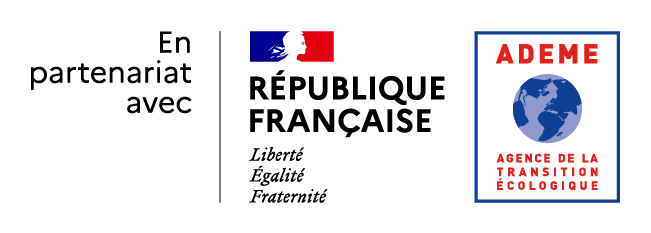 En
partenariat
avec
RÉPUBLIQUE
FRANÇAISE
Liberté
Égalité
Fraternité
ADEME
AGENCE DE LA
TRANSITION
ÉCOLOGIQUE